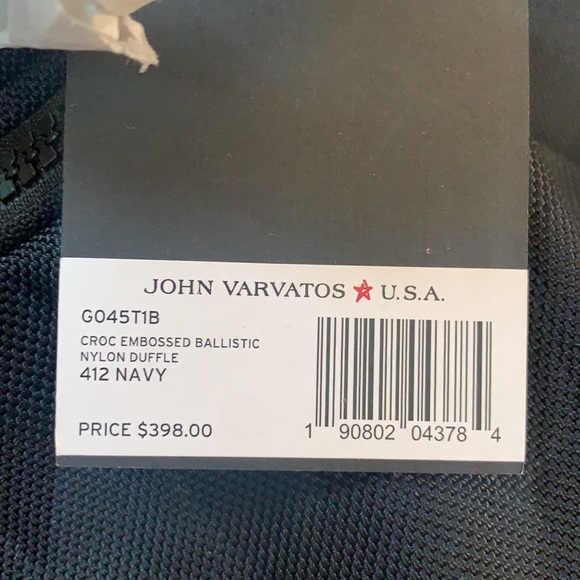 JOHN VARVATOS ★ U.S.A.
G045T1B
CROC EMBOSSED BALLISTIC
NYLON DUFFLE
412 NAVY
PRICE $398.00
1 90802 04378 4